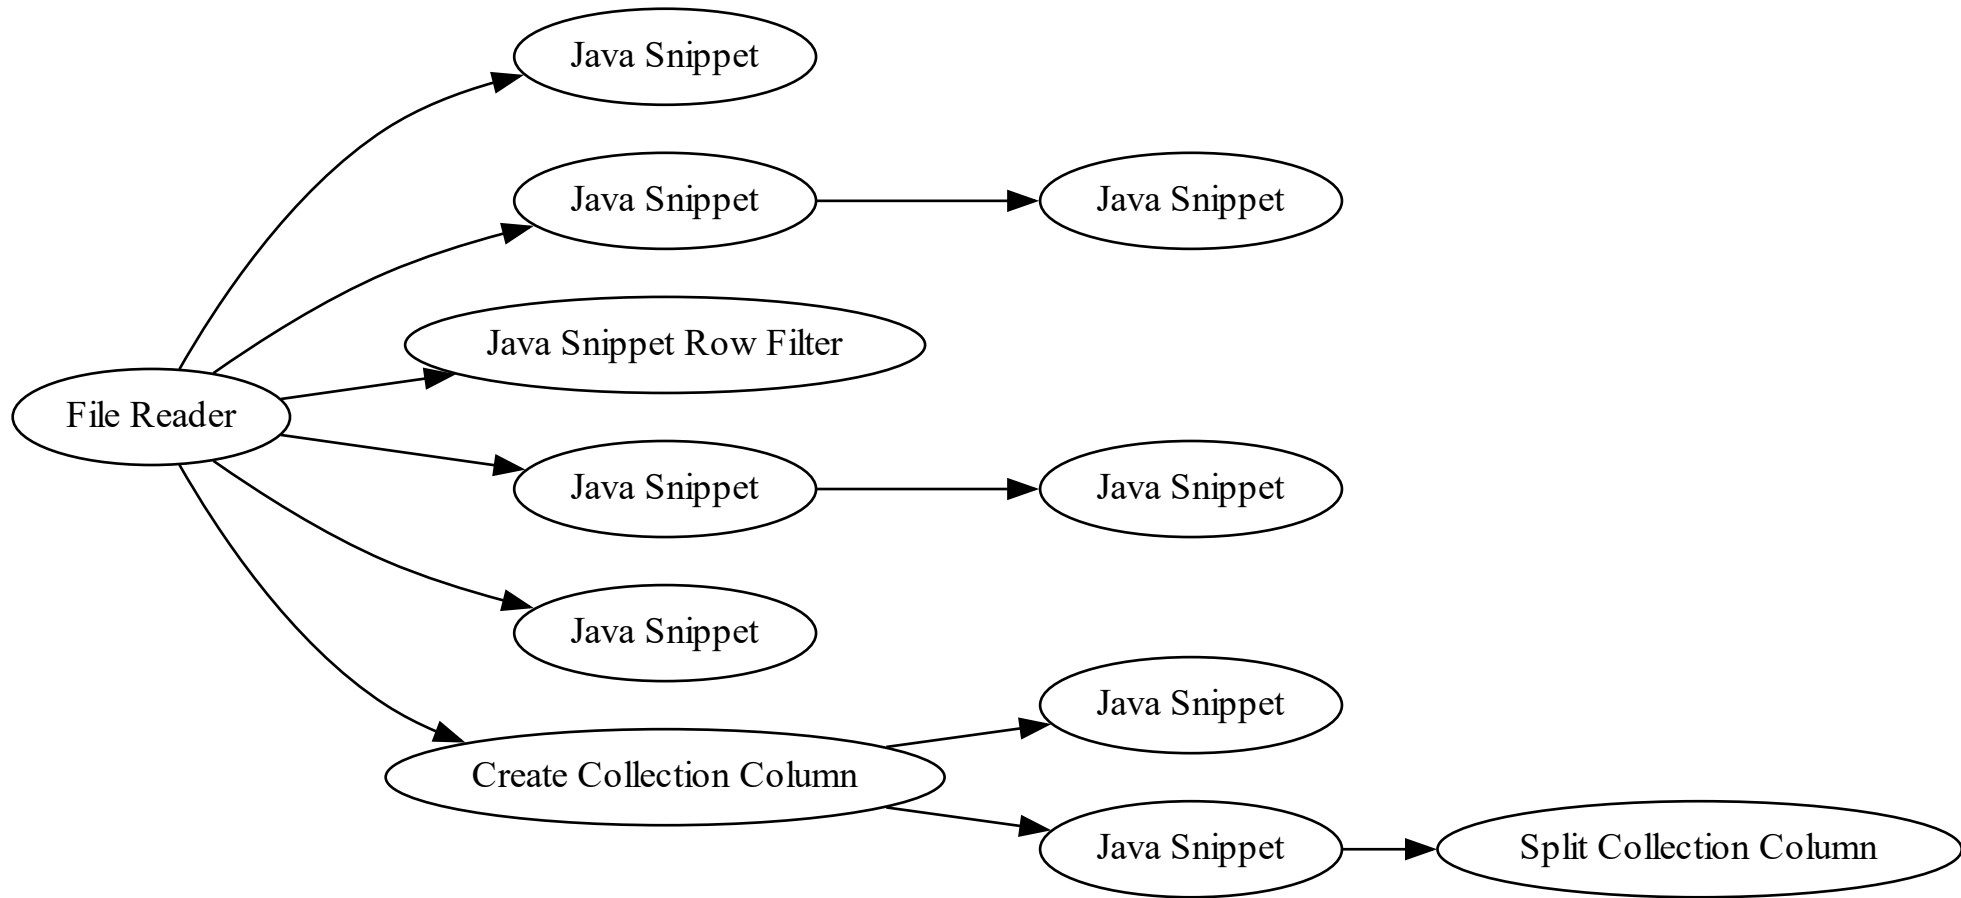 Java Snippet
Java Snippet
Java Snippet
Java Snippet Row Filter
File Reader
Java Snippet
Java Snippet
Java Snippet
Java Snippet
Create Collection Column
Java Snippet
Split Collection Column